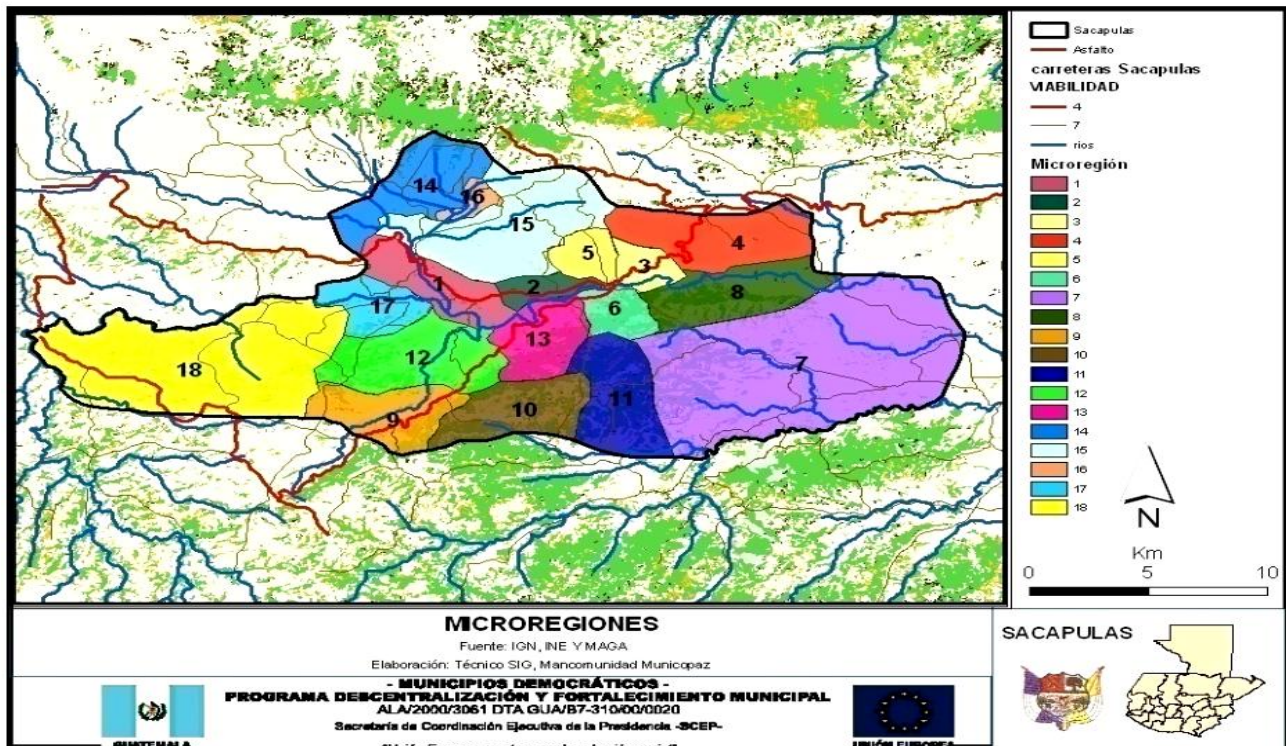 14
16
15
5
4
3
1
2
8
17
6
13
12
7
18
11
10
9
Sacapulas
Asfalto
carreteras Sacapulas
VIABILIDAD
4
7
rios
Microregión
1
2
3
4
5
6
7
8
9
10
11
12
13
14
15
16
17
18
N
Km
0 5 10
MICROREGIONES
Fuente: IGN, INE Y MAGA
Elaboración: Técnico SIG, Mancomunidad Municopaz
- MUNICIPIOS DEMOCRÁTICOS -
PROGRAMA DESCENTRALIZACIÓN Y FORTALECIMIENTO MUNICIPAL
ALA/2000/3061 DTA GUA/B7-310/00/0020
Secretaría de Coordinación Ejecutiva de la Presidencia -SCEP-
GUATEMALA
UNIÓN EUROPEA
SACAPULAS